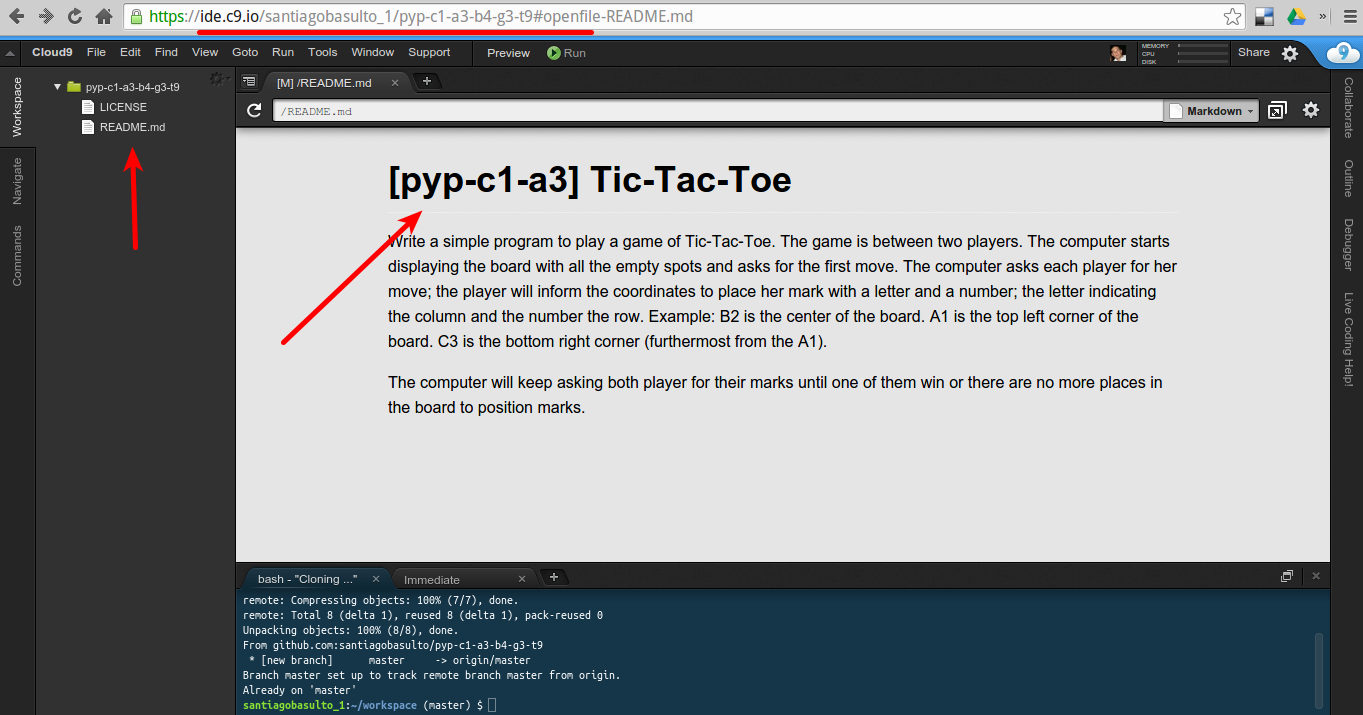 https://ide.c9.io/santiagobasulto_1/pyp-c1-a3-b4-g3-t9#openfile-README.md
»
Cloud9 File Edit Find View Goto Run Tools Window Support Preview Run MEMORY CPU DISK Share 9
Workspace
Navigate
Commands
pyp-c1-a3-b4-g3-t9
LICENSE
README.md
[M] /README.md × +
/README.md Markdown
[pyp-c1-a3] Tic-Tac-Toe
Write a simple program to play a game of Tic-Tac-Toe. The game is between two players. The computer starts
displaying the board with all the empty spots and asks for the first move. The computer asks each player for her
move; the player will inform the coordinates to place her mark with a letter and a number; the letter indicating
the column and the number the row. Example: B2 is the center of the board. A1 is the top left corner of the
board. C3 is the bottom right corner (furthermost from the A1).
The computer will keep asking both player for their marks until one of them win or there are no more places in
the board to position marks.
Collaborate
Outline
Debugger
Live Coding Help!
bash - "Cloning ..." × Immediate × +
remote: Compressing objects: 100% (7/7), done.
remote: Total 8 (delta 1), reused 8 (delta 1), pack-reused 0
Unpacking objects: 100% (8/8), done.
From github.com:santiagobasulto/pyp-c1-a3-b4-g3-t9
 * [new branch]      master     -> origin/master
Branch master set up to track remote branch master from origin.
Already on 'master'
santiagobasulto_1:~/workspace (master) $